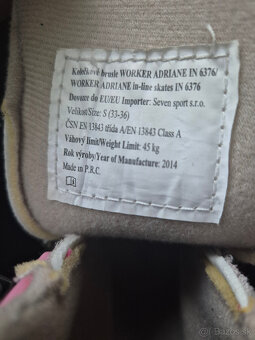 Kolečkové brusle WORKER ADRIANE IN 6376/
WORKER ADRIANE in-line skates IN 6376
Dovozce do EU/EU Importer: Seven sport s.r.o.
Velikost/Size: S (33-36)
ČSN EN 13843 třída A/EN 13843 Class A
Váhový limit/Weight Limit: 45 kg
Rok výroby/Year of Manufacture: 2014
Made in P.R.C.
Bazoš.sk